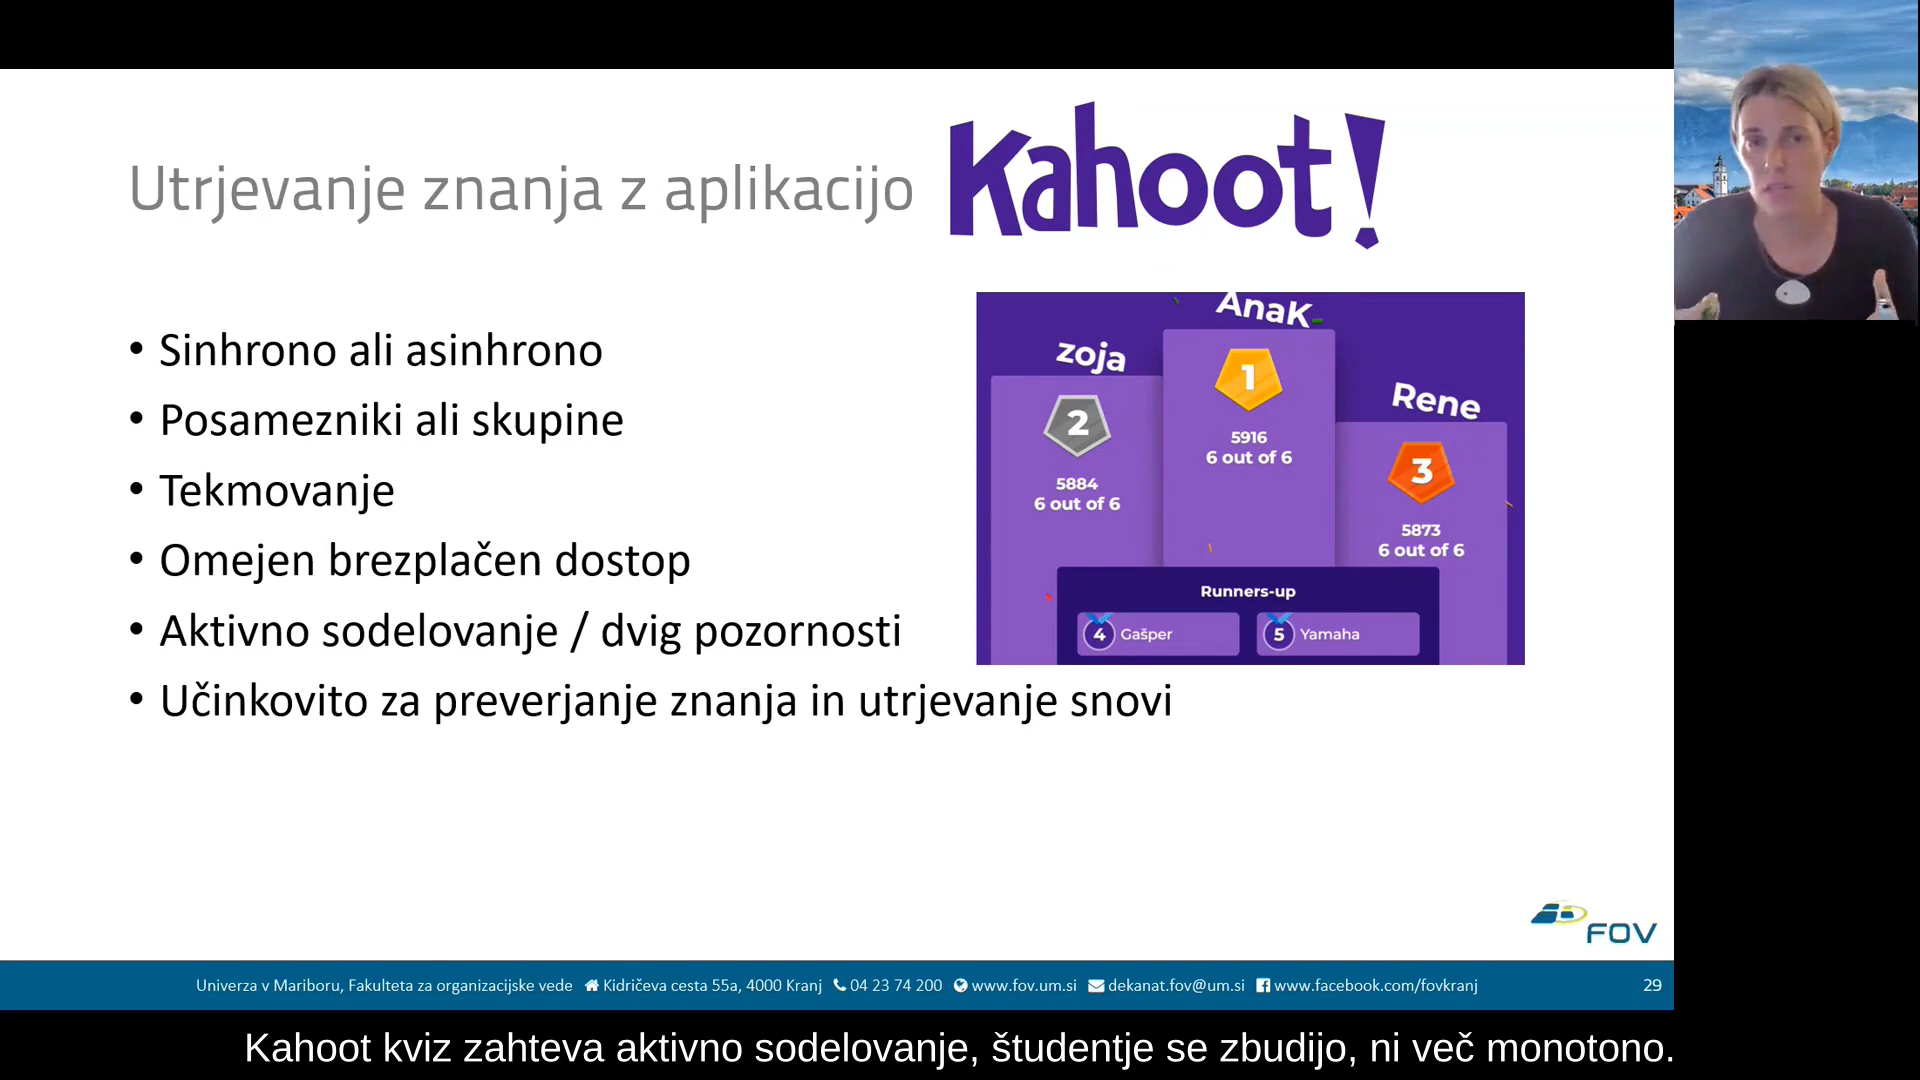 Utrjevanje znanja z aplikacijo Kahoot!
• Sinhrono ali asinhrono
• Posamezniki ali skupine
• Tekmovanje
• Omejen brezplačen dostop
• Aktivno sodelovanje / dvig pozornosti
• Učinkovito za preverjanje znanja in utrjevanje snovi
AnaK
1
5916
6 out of 6
zoja
2
5884
6 out of 6
Rene
3
5873
6 out of 6
Runners-up
4 Gašper
5 Yamaha
FOV
Univerza v Mariboru, Fakulteta za organizacijske vede Kidričeva cesta 55a, 4000 Kranj 04 23 74 200 www.fov.um.si dekanat.fov@um.si www.facebook.com/fovkranj 29
Kahoot kviz zahteva aktivno sodelovanje, študentje se zbudijo, ni več monotono.